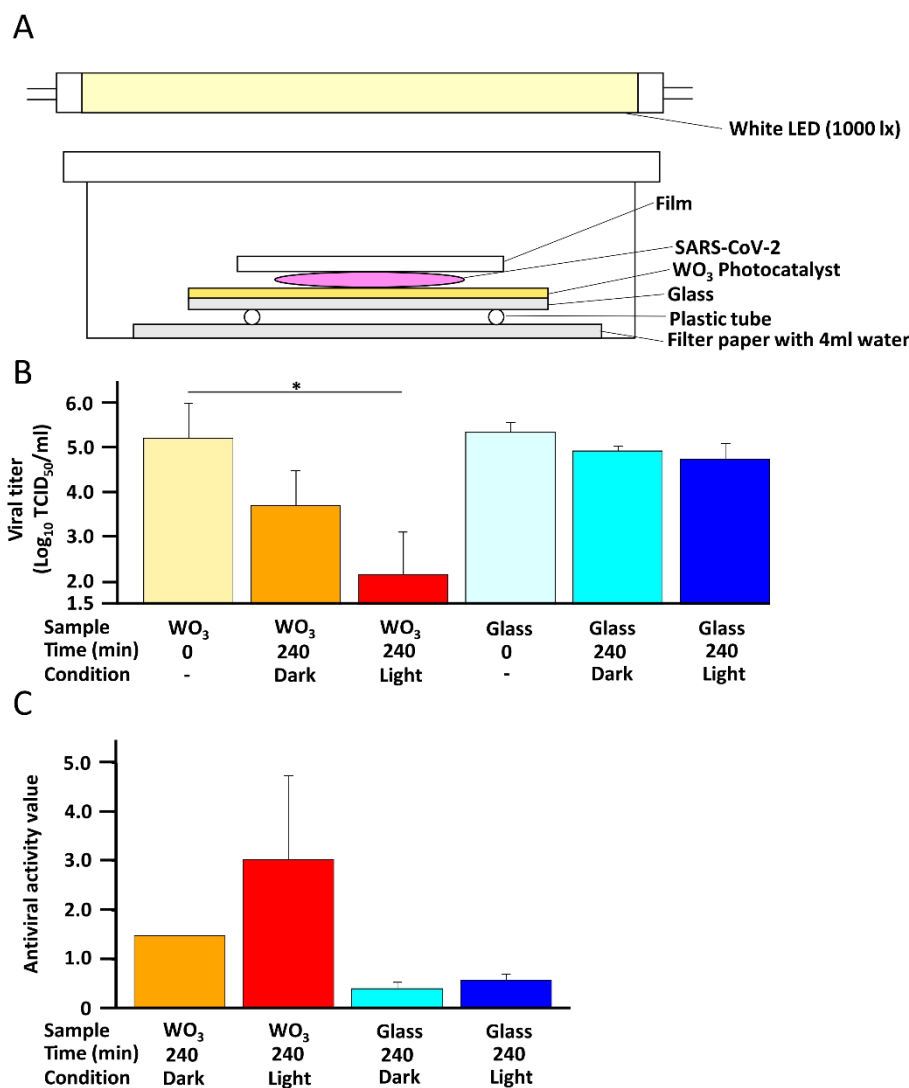 A
White LED (1000 lx)
Film
SARS-CoV-2
WO₃ Photocatalyst
Glass
Plastic tube
Filter paper with 4ml water
B
Viral titer
(Log₁₀ TCID₅₀/ml)
6.0
5.0
4.0
3.0
2.0
1.5
*
Sample WO₃ WO₃ WO₃ Glass Glass Glass
Time (min) 0 240 240 0 240 240
Condition - Dark Light - Dark Light
C
Antiviral activity value
5.0
4.0
3.0
2.0
1.0
0
Sample WO₃ WO₃ Glass Glass
Time (min) 240 240 240 240
Condition Dark Light Dark Light